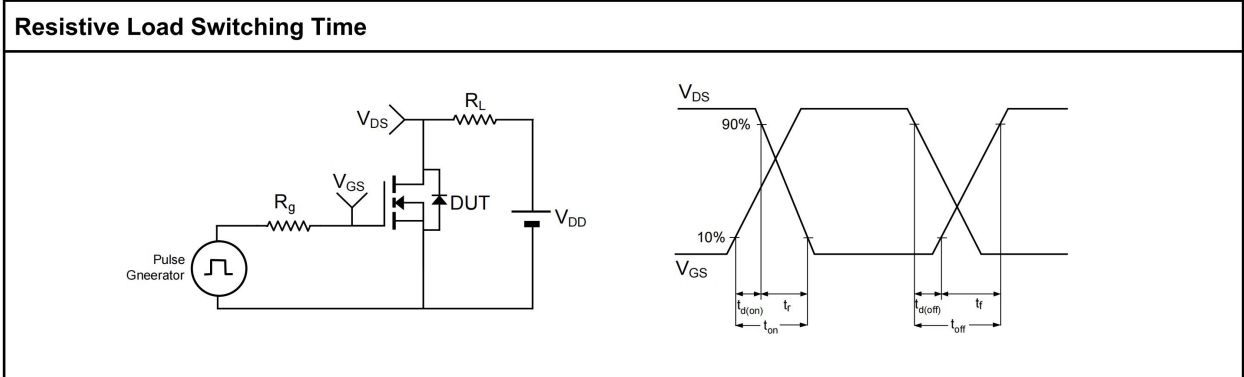 Resistive Load Switching Time
V_DS
R_L
V_GS
R_g
DUT
V_DD
Pulse
Gneerator
V_DS
90%
10%
V_GS
t_d(on)
t_r
t_d(off)
t_f
t_on
t_off